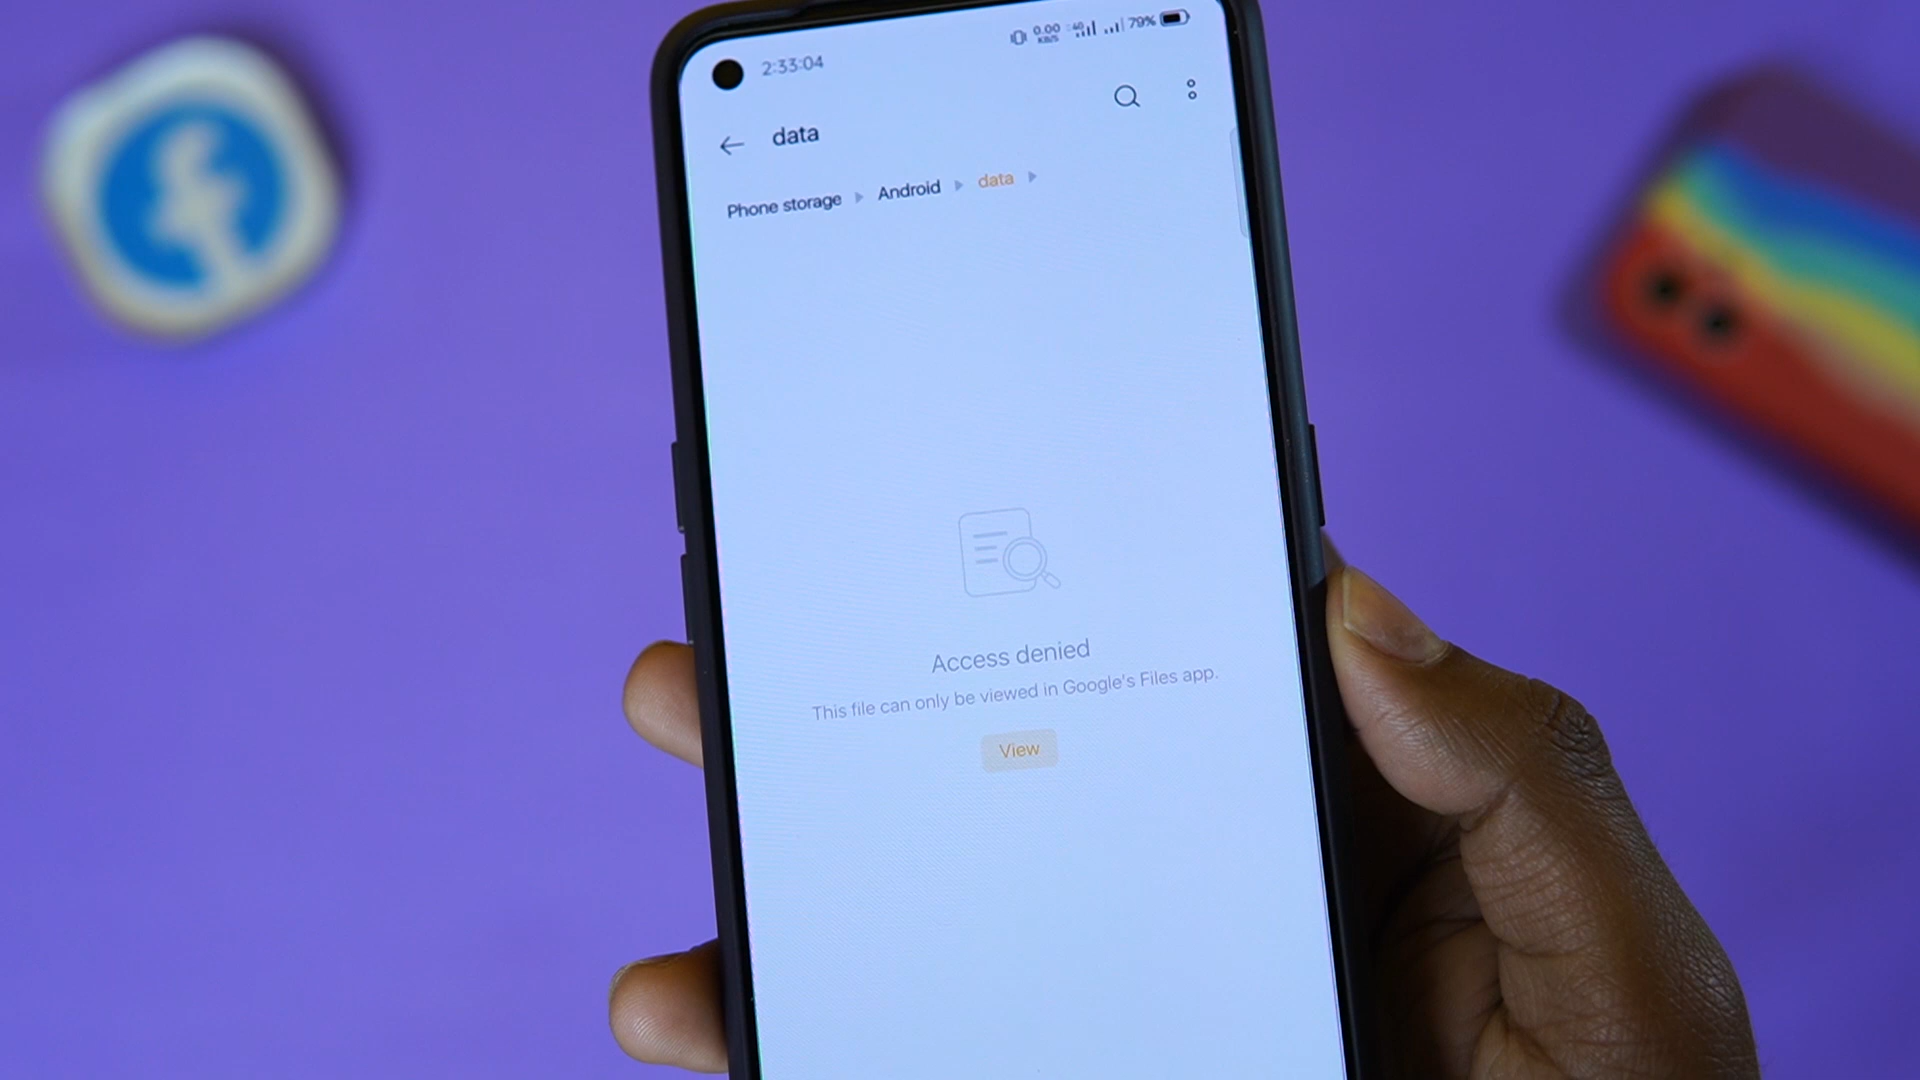 2:33:04
0.00 KB/S 4G 79%
data
Phone storage Android data
Access denied
This file can only be viewed in Google's Files app.
View